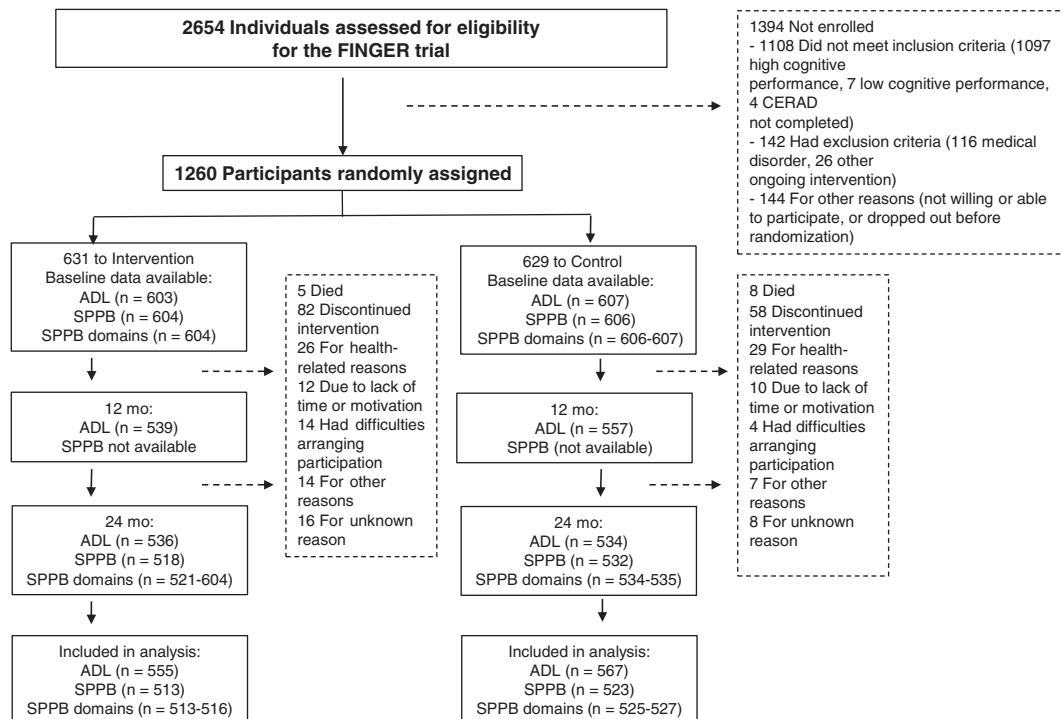 2654 Individuals assessed for eligibility
for the FINGER trial
1394 Not enrolled
- 1108 Did not meet inclusion criteria (1097
high cognitive
performance, 7 low cognitive performance,
4 CERAD
not completed)
- 142 Had exclusion criteria (116 medical
disorder, 26 other
ongoing intervention)
- 144 For other reasons (not willing or able
to participate, or dropped out before
randomization)
1260 Participants randomly assigned
631 to Intervention
Baseline data available:
ADL (n = 603)
SPPB (n = 604)
SPPB domains (n = 604)
5 Died
82 Discontinued
intervention
26 For health-
related reasons
12 Due to lack of
time or motivation
14 Had difficulties
arranging
participation
14 For other
reasons
16 For unknown
reason
12 mo:
ADL (n = 539)
SPPB not available
24 mo:
ADL (n = 536)
SPPB (n = 518)
SPPB domains (n = 521-604)
Included in analysis:
ADL (n = 555)
SPPB (n = 513)
SPPB domains (n = 513-516)
629 to Control
Baseline data available:
ADL (n = 607)
SPPB (n = 606)
SPPB domains (n = 606-607)
8 Died
58 Discontinued
intervention
29 For health-
related reasons
10 Due to lack of
time or motivation
4 Had difficulties
arranging
participation
7 For other
reasons
8 For unknown
reason
12 mo:
ADL (n = 557)
SPPB (not available)
24 mo:
ADL (n = 534)
SPPB (n = 532)
SPPB domains (n = 534-535)
Included in analysis:
ADL (n = 567)
SPPB (n = 523)
SPPB domains (n = 525-527)